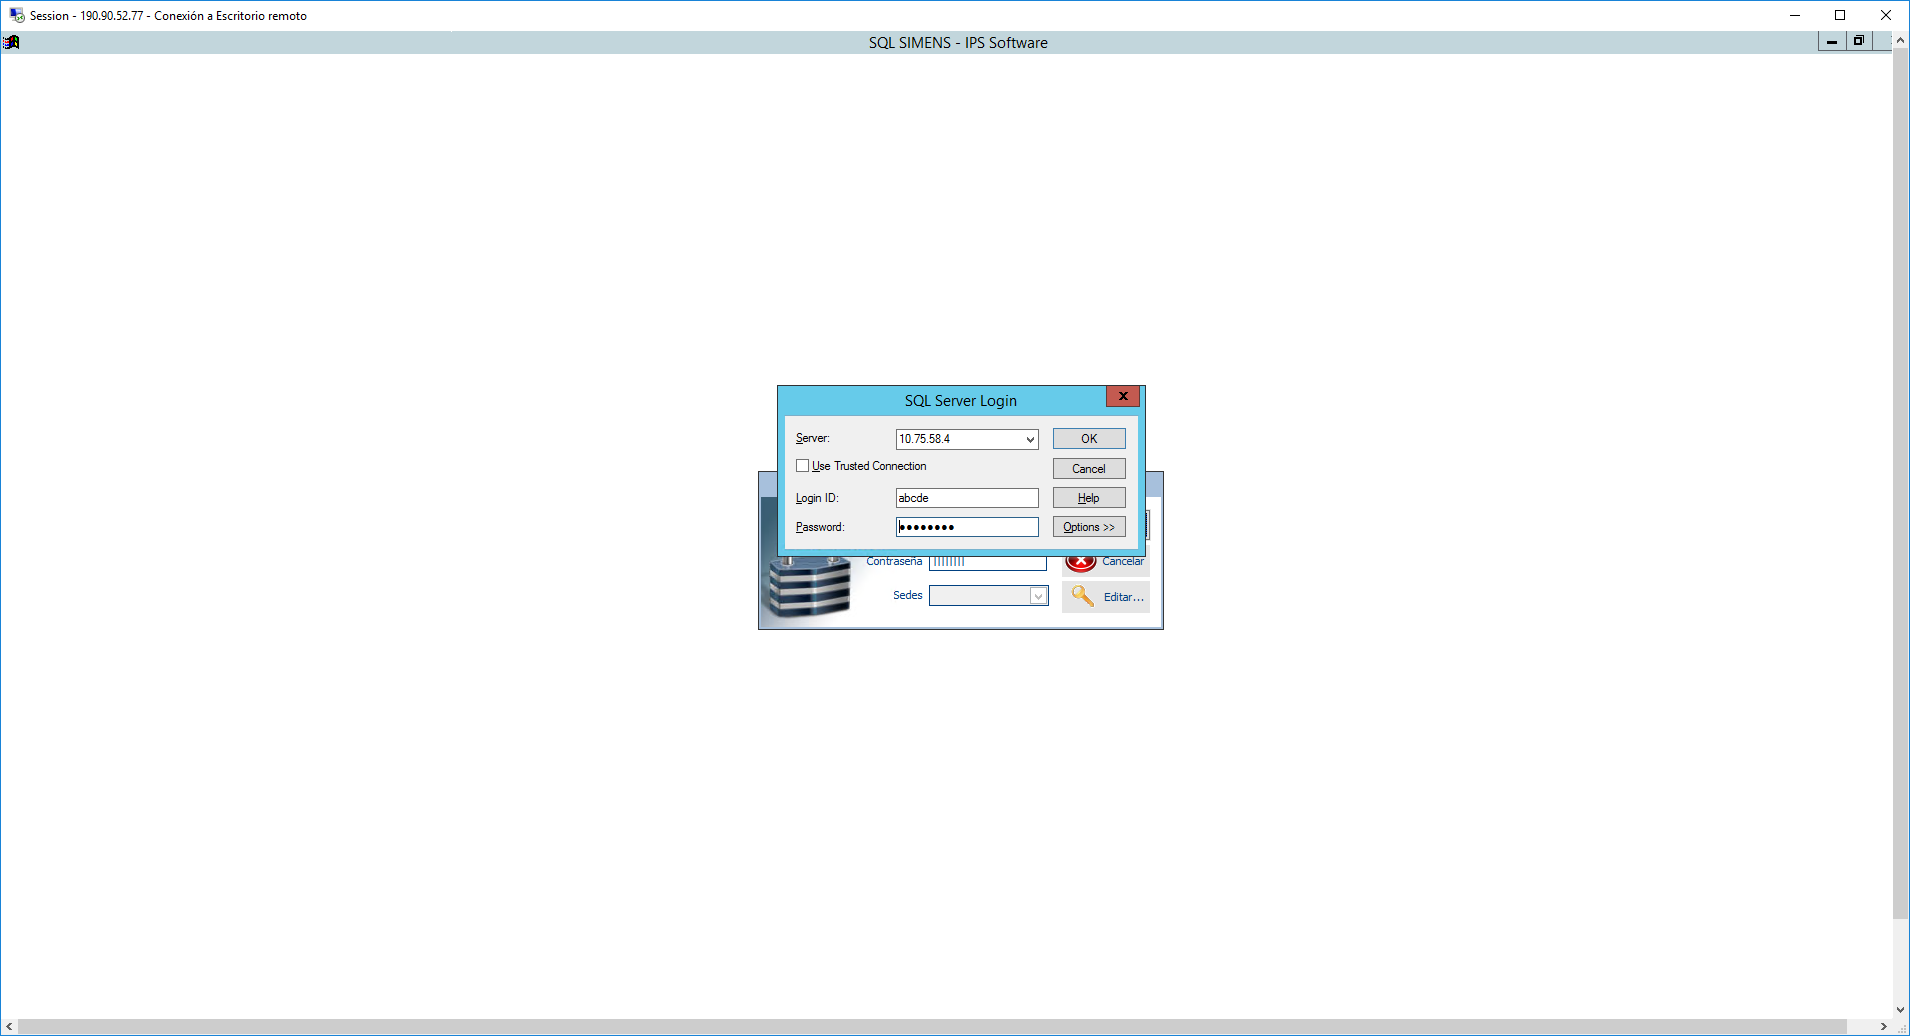 Session - 190.90.52.77 - Conexión a Escritorio remoto
SQL SIMENS - IPS Software
SQL Server Login
Server:
10.75.58.4
OK
Use Trusted Connection
Cancel
Login ID:
abcde
Help
Password:
••••••••
Options >>
Contraseña
||||||||
Cancelar
Sedes
Editar...